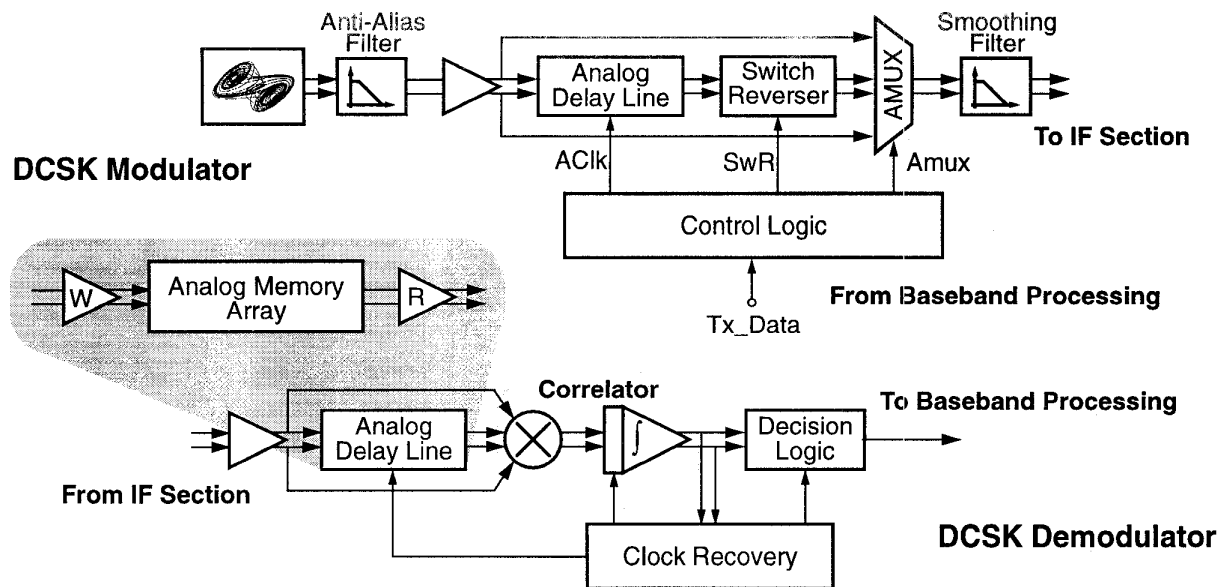 Anti-Alias
Filter
Smoothing
Filter
Analog
Delay Line
Switch
Reverser
AMUX
To IF Section
DCSK Modulator
AClk
SwR
Amux
Control Logic
W
Analog Memory
Array
R
From Baseband Processing
Tx_Data
Correlator
To Baseband Processing
Analog
Delay Line
∫
Decision
Logic
From IF Section
Clock Recovery
DCSK Demodulator